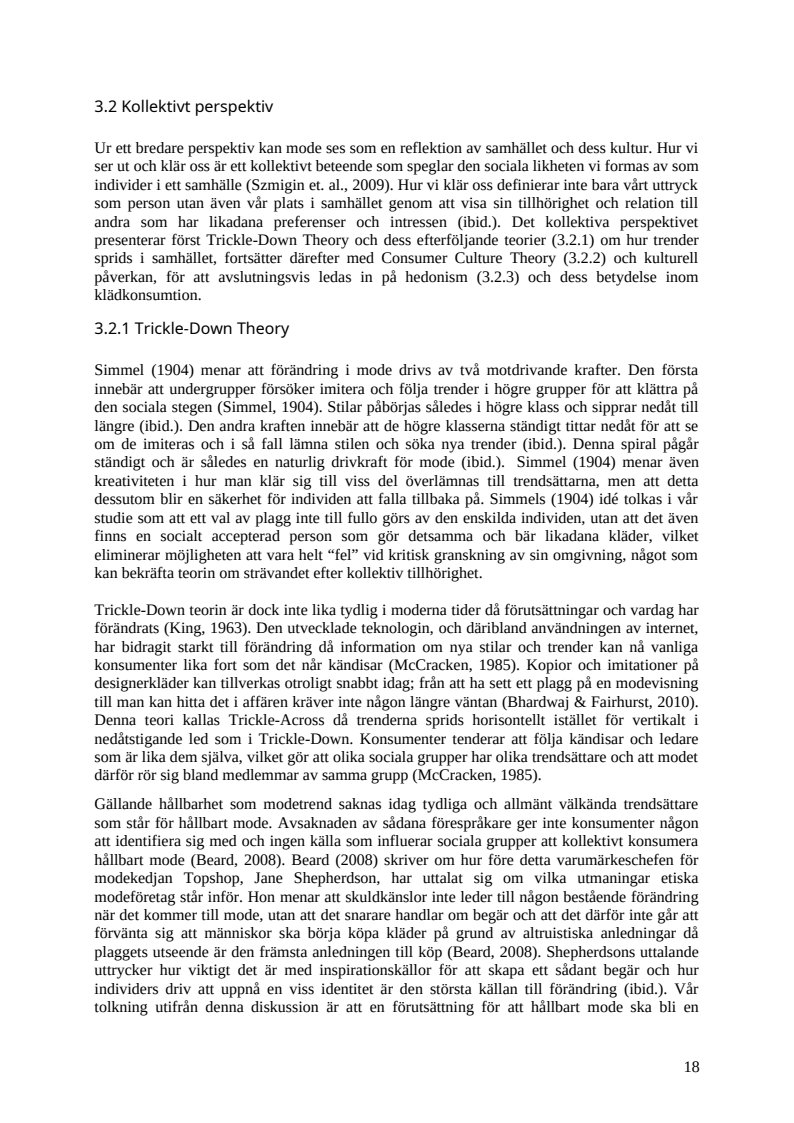 3.2 Kollektivt perspektiv
Ur ett bredare perspektiv kan mode ses som en reflektion av samhället och dess kultur. Hur vi
ser ut och klär oss är ett kollektivt beteende som speglar den sociala likheten vi formas av som
individer i ett samhälle (Szmigin et. al., 2009). Hur vi klär oss definierar inte bara vårt uttryck
som person utan även vår plats i samhället genom att visa sin tillhörighet och relation till
andra som har likadana preferenser och intressen (ibid.). Det kollektiva perspektivet
presenterar först Trickle-Down Theory och dess efterföljande teorier (3.2.1) om hur trender
sprids i samhället, fortsätter därefter med Consumer Culture Theory (3.2.2) och kulturell
påverkan, för att avslutningsvis ledas in på hedonism (3.2.3) och dess betydelse inom
klädkonsumtion.
3.2.1 Trickle-Down Theory
Simmel (1904) menar att förändring i mode drivs av två motdrivande krafter. Den första
innebär att undergrupper försöker imitera och följa trender i högre grupper för att klättra på
den sociala stegen (Simmel, 1904). Stilar påbörjas således i högre klass och sipprar nedåt till
längre (ibid.). Den andra kraften innebär att de högre klasserna ständigt tittar nedåt för att se
om de imiteras och i så fall lämna stilen och söka nya trender (ibid.). Denna spiral pågår
ständigt och är således en naturlig drivkraft för mode (ibid.).  Simmel (1904) menar även
kreativiteten i hur man klär sig till viss del överlämnas till trendsättarna, men att detta
dessutom blir en säkerhet för individen att falla tillbaka på. Simmels (1904) idé tolkas i vår
studie som att ett val av plagg inte till fullo görs av den enskilda individen, utan att det även
finns en socialt accepterad person som gör detsamma och bär likadana kläder, vilket
eliminerar möjligheten att vara helt “fel” vid kritisk granskning av sin omgivning, något som
kan bekräfta teorin om strävandet efter kollektiv tillhörighet.
Trickle-Down teorin är dock inte lika tydlig i moderna tider då förutsättningar och vardag har
förändrats (King, 1963). Den utvecklade teknologin, och däribland användningen av internet,
har bidragit starkt till förändring då information om nya stilar och trender kan nå vanliga
konsumenter lika fort som det når kändisar (McCracken, 1985). Kopior och imitationer på
designerkläder kan tillverkas otroligt snabbt idag; från att ha sett ett plagg på en modevisning
till man kan hitta det i affären kräver inte någon längre väntan (Bhardwaj & Fairhurst, 2010).
Denna teori kallas Trickle-Across då trenderna sprids horisontellt istället för vertikalt i
nedåtstigande led som i Trickle-Down. Konsumenter tenderar att följa kändisar och ledare
som är lika dem själva, vilket gör att olika sociala grupper har olika trendsättare och att modet
därför rör sig bland medlemmar av samma grupp (McCracken, 1985).
Gällande hållbarhet som modetrend saknas idag tydliga och allmänt välkända trendsättare
som står för hållbart mode. Avsaknaden av sådana förespråkare ger inte konsumenter någon
att identifiera sig med och ingen källa som influerar sociala grupper att kollektivt konsumera
hållbart mode (Beard, 2008). Beard (2008) skriver om hur före detta varumärkeschefen för
modekedjan Topshop, Jane Shepherdson, har uttalat sig om vilka utmaningar etiska
modeföretag står inför. Hon menar att skuldkänslor inte leder till någon bestående förändring
när det kommer till mode, utan att det snarare handlar om begär och att det därför inte går att
förvänta sig att människor ska börja köpa kläder på grund av altruistiska anledningar då
plaggets utseende är den främsta anledningen till köp (Beard, 2008). Shepherdsons uttalande
uttrycker hur viktigt det är med inspirationskällor för att skapa ett sådant begär och hur
individers driv att uppnå en viss identitet är den största källan till förändring (ibid.). Vår
tolkning utifrån denna diskussion är att en förutsättning för att hållbart mode ska bli en
18